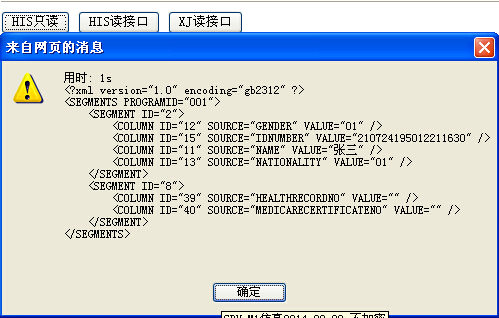 HIS只读 HIS读接口 XJ读接口
来自网页的消息
用时: 1s
<?xml version="1.0" encoding="gb2312" ?>
<SEGMENTS PROGRAMID="001">
<SEGMENT ID="2">
<COLUMN ID="12" SOURCE="GENDER" VALUE="01" />
<COLUMN ID="15" SOURCE="IDNUMBER" VALUE="210724195012211630" />
<COLUMN ID="11" SOURCE="NAME" VALUE="张三" />
<COLUMN ID="13" SOURCE="NATIONALITY" VALUE="01" />
</SEGMENT>
<SEGMENT ID="8">
<COLUMN ID="39" SOURCE="HEALTHRECORDNO" VALUE="" />
<COLUMN ID="40" SOURCE="MEDICARECERTIFICATENO" VALUE="" />
</SEGMENT>
</SEGMENTS>
确定